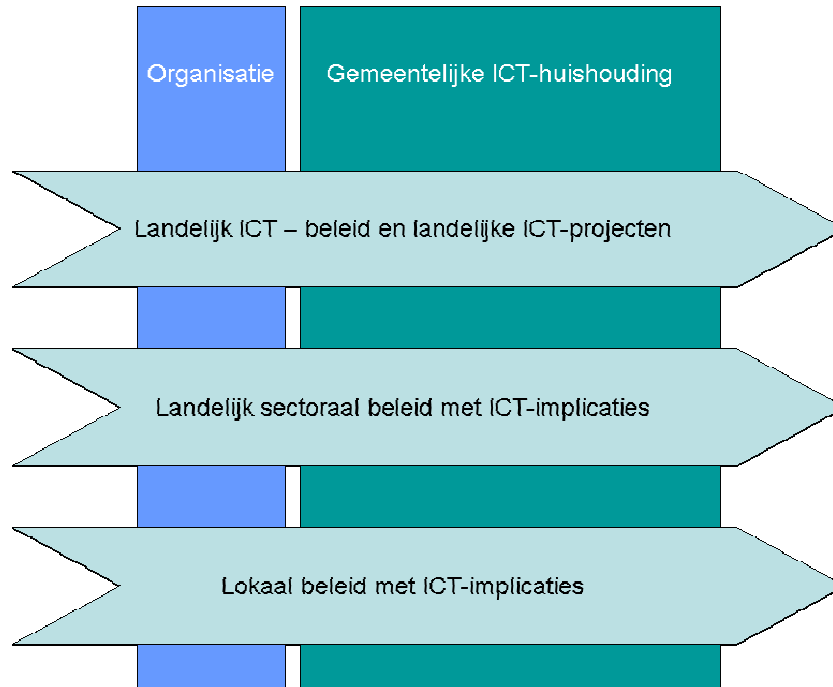 Organisatie
Gemeentelijke ICT-huishouding
Landelijk ICT – beleid en landelijke ICT-projecten
Landelijk sectoraal beleid met ICT-implicaties
Lokaal beleid met ICT-implicaties